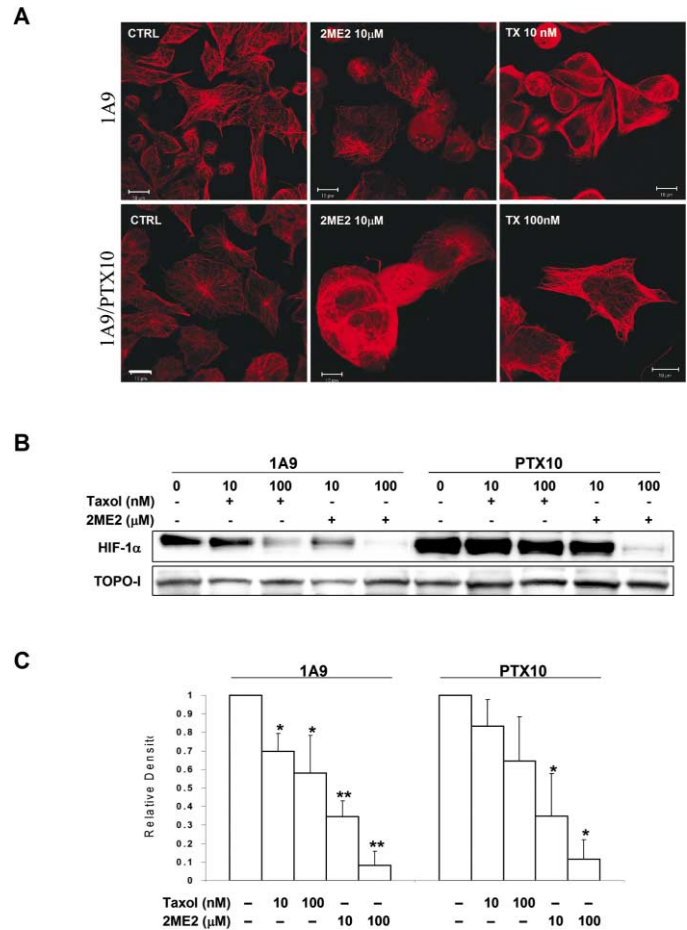 A
CTRL 2ME2 10μM TX 10 nM
1A9
CTRL 2ME2 10μM TX 100nM
1A9/PTX10
B
1A9 PTX10
0 10 100 10 100 0 10 100 10 100
Taxol (nM) - + + - - - + + - -
2ME2 (μM) - - - + + - - - + +
HIF-1α
TOPO-I
C
1A9 PTX10
Relative Densit
1
0.9
0.8
0.7
0.6
0.5
0.4
0.3
0.2
0.1
0
* * ** ** * *
Taxol (nM) – 10 100 – – – 10 100 – –
2ME2 (μM) – – – 10 100 – – – 10 100